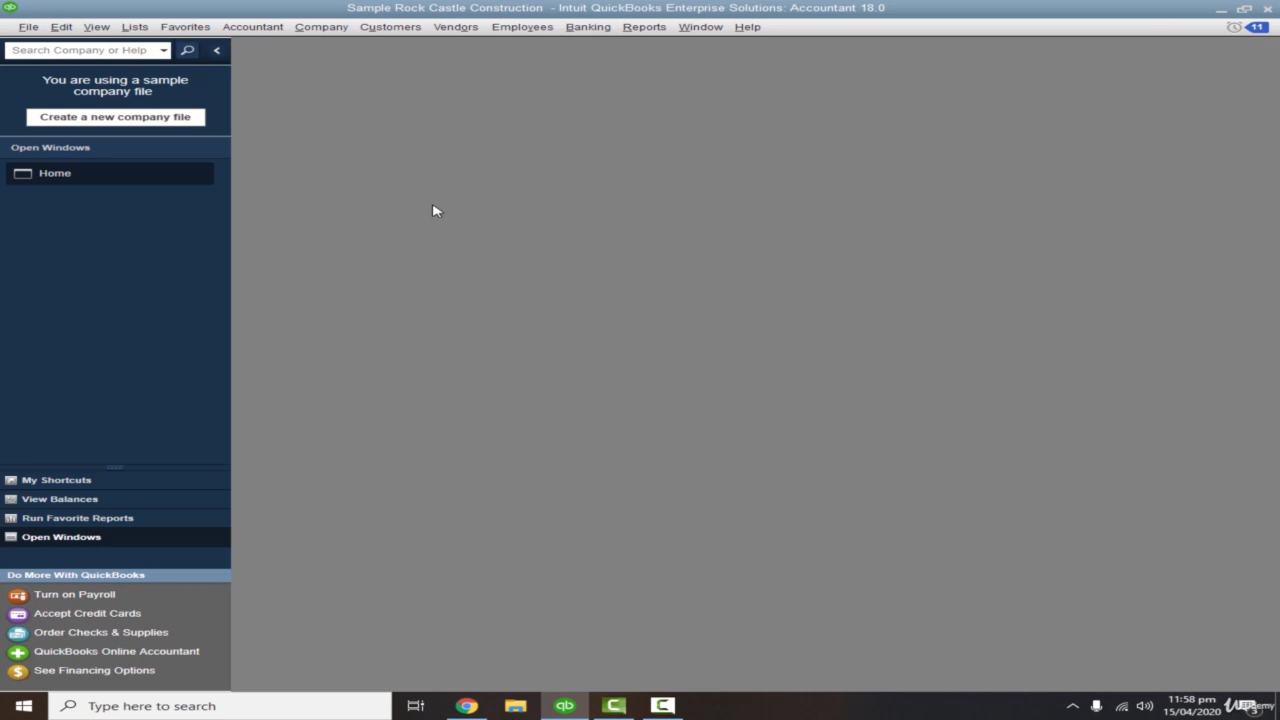 Sample Rock Castle Construction - Intuit QuickBooks Enterprise Solutions: Accountant 18.0
File Edit View Lists Favorites Accountant Company Customers Vendors Employees Banking Reports Window Help
11
Search Company or Help
You are using a sample
company file
Create a new company file
Open Windows
Home
My Shortcuts
View Balances
Run Favorite Reports
Open Windows
Do More With QuickBooks
Turn on Payroll
Accept Credit Cards
Order Checks & Supplies
QuickBooks Online Accountant
$ See Financing Options
Type here to search
qb
11:58 pm
15/04/2020